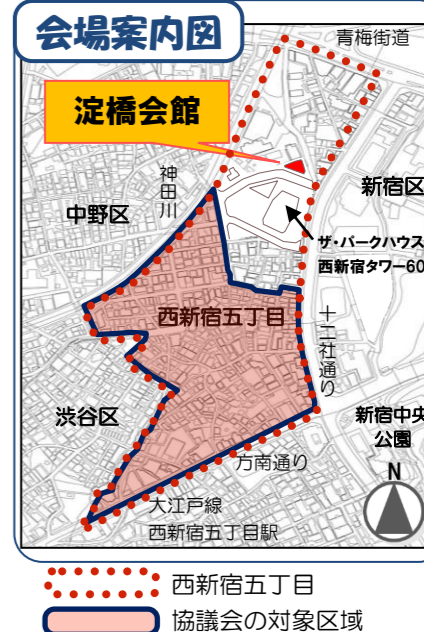 会場案内図
青梅街道
淀橋会館
神田川
新宿区
中野区
ザ・パークハウス
西新宿タワー60
西新宿五丁目
十二社通り
渋谷区
新宿中央
公園
方南通り
N
大江戸線
西新宿五丁目駅
西新宿五丁目
協議会の対象区域